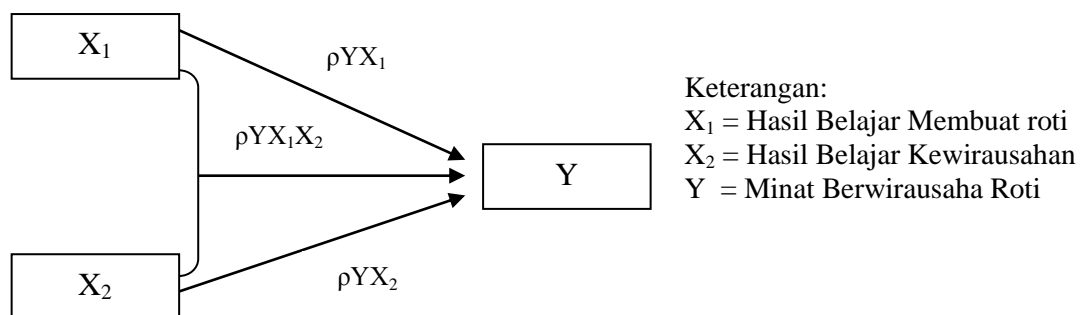 X₁
ρYX₁
Keterangan:
X₁ = Hasil Belajar Membuat roti
ρYX₁X₂
X₂ = Hasil Belajar Kewirausahan
Y
Y = Minat Berwirausaha Roti
X₂
ρYX₂